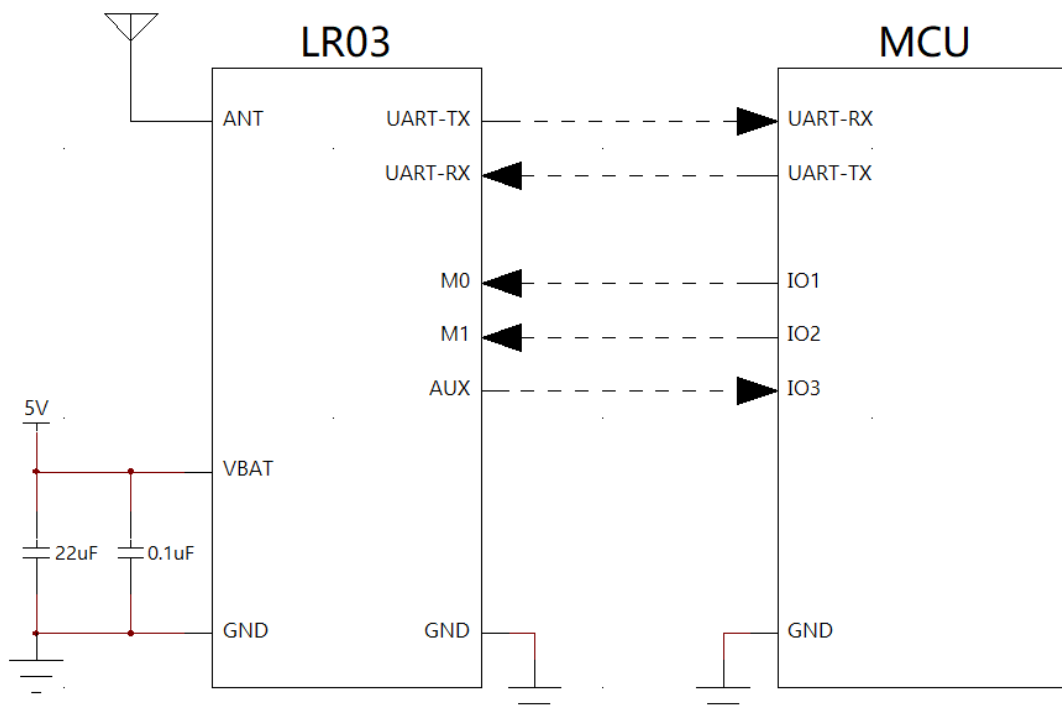 LR03
MCU
ANT
UART-TX
UART-RX
UART-RX
UART-TX
M0
IO1
M1
IO2
AUX
IO3
5V
VBAT
22uF
0.1uF
GND
GND
GND